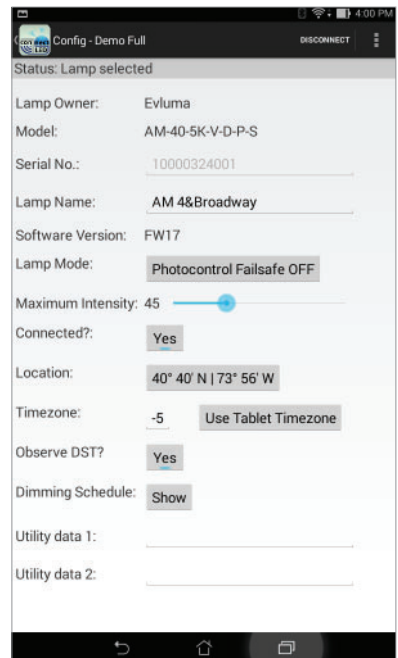 4:00 PM
Config - Demo Full DISCONNECT
Status: Lamp selected
Lamp Owner: Evluma
Model: AM-40-5K-V-D-P-S
Serial No.: 10000324001
Lamp Name: AM 4&Broadway
Software Version: FW17
Lamp Mode: Photocontrol Failsafe OFF
Maximum Intensity: 45
Connected?: Yes
Location: 40° 40' N | 73° 56' W
Timezone: -5 Use Tablet Timezone
Observe DST? Yes
Dimming Schedule: Show
Utility data 1:
Utility data 2: